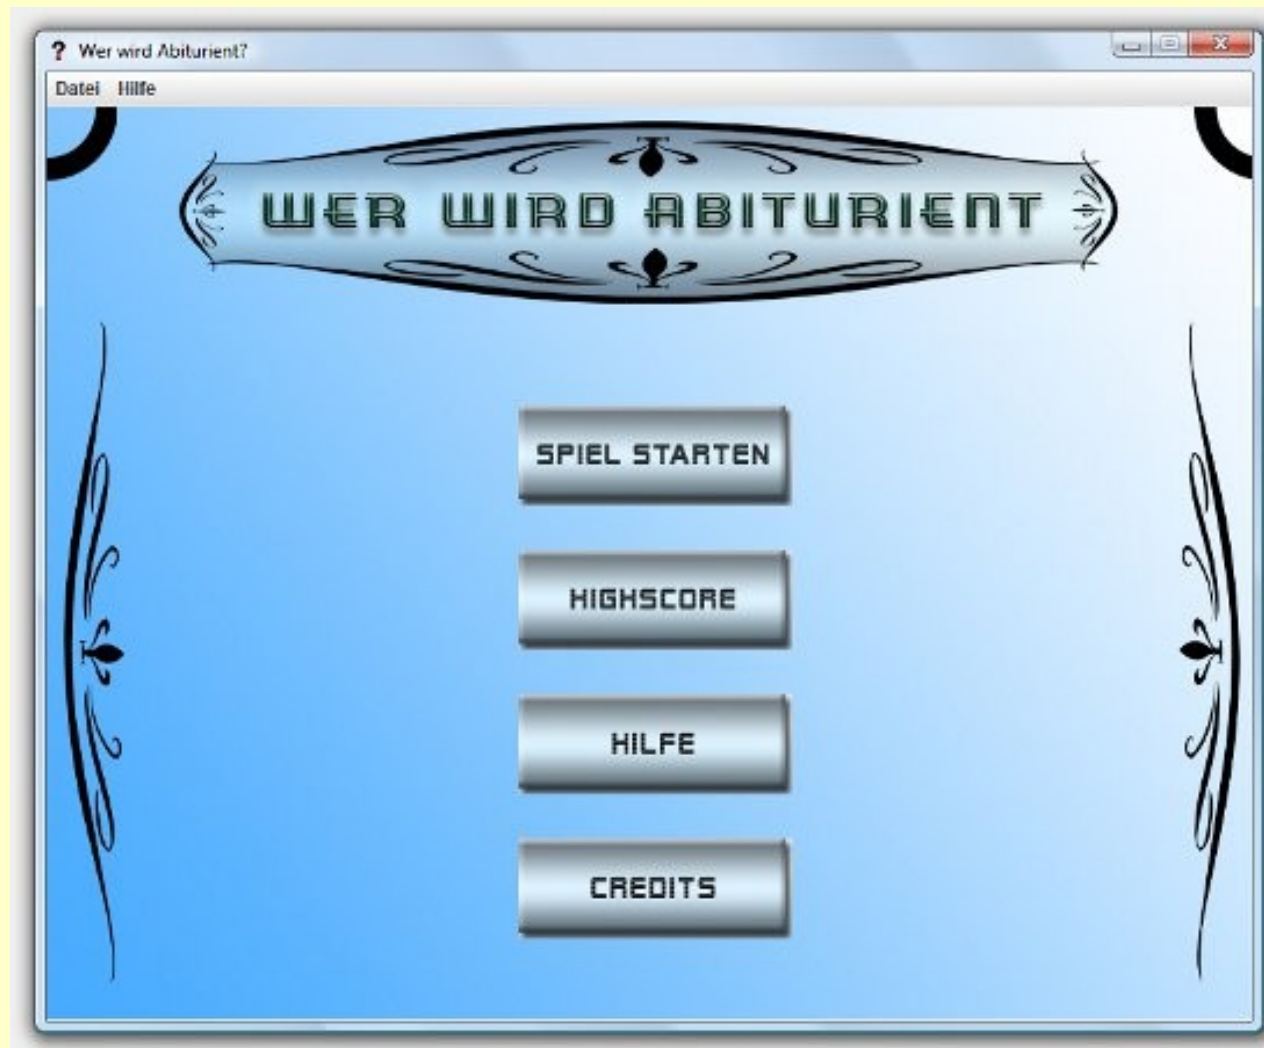 Wer wird Abiturient?
Datei Hilfe
WER WIRD ABITURIENT
SPIEL STARTEN
HIGHSCORE
HILFE
CREDITS